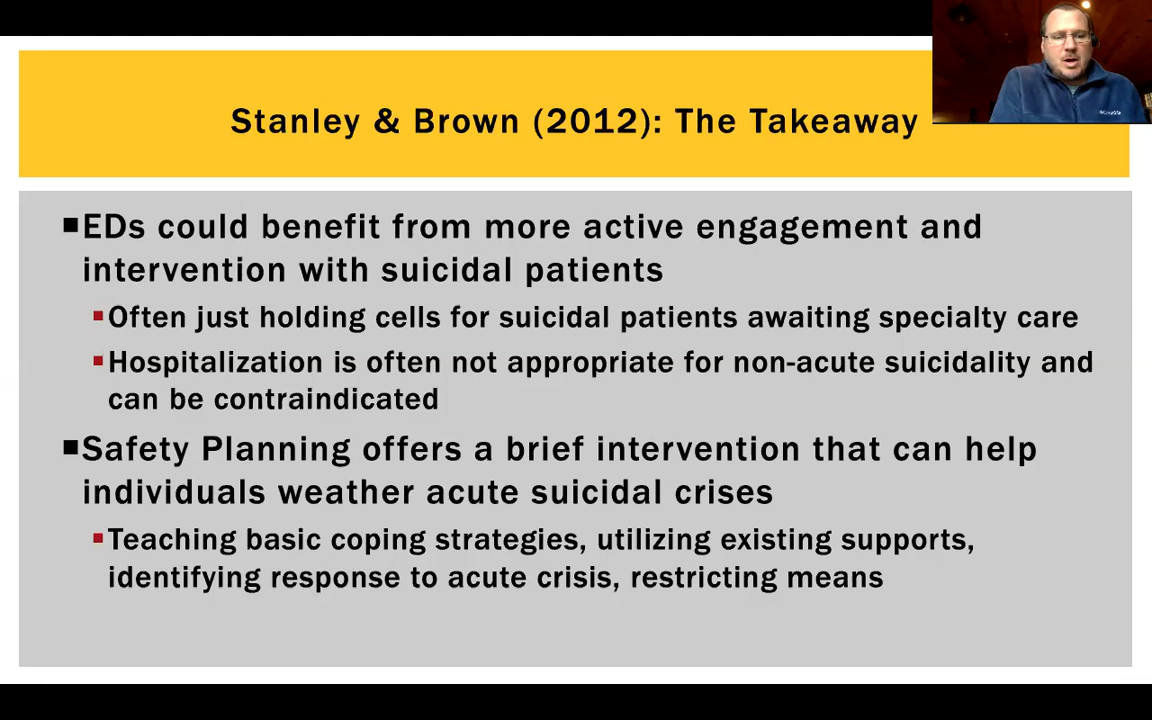 Stanley & Brown (2012): The Takeaway
EDs could benefit from more active engagement and
intervention with suicidal patients
Often just holding cells for suicidal patients awaiting specialty care
Hospitalization is often not appropriate for non-acute suicidality and
can be contraindicated
Safety Planning offers a brief intervention that can help
individuals weather acute suicidal crises
Teaching basic coping strategies, utilizing existing supports,
identifying response to acute crisis, restricting means